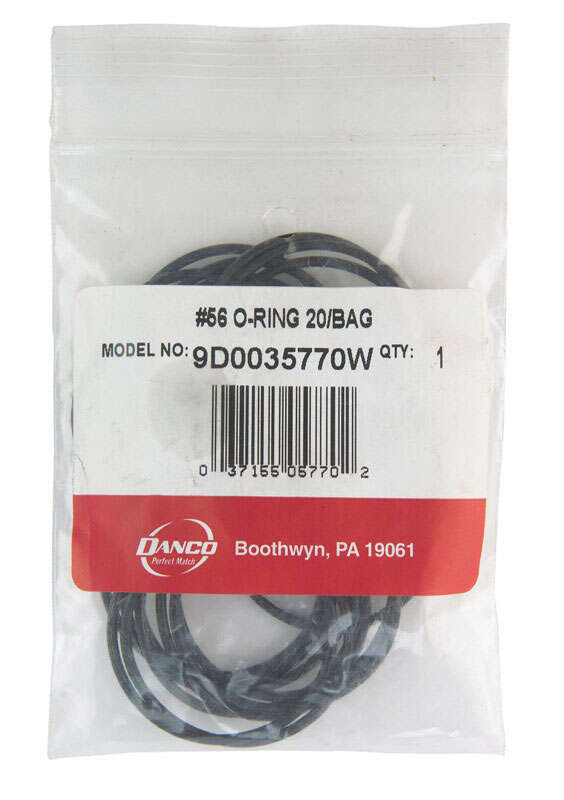 #56 O-RING 20/BAG
MODEL NO: 9D0035770W QTY: 1
0 37155 05770 2
DANCO
Perfect Match
Boothwyn, PA 19061